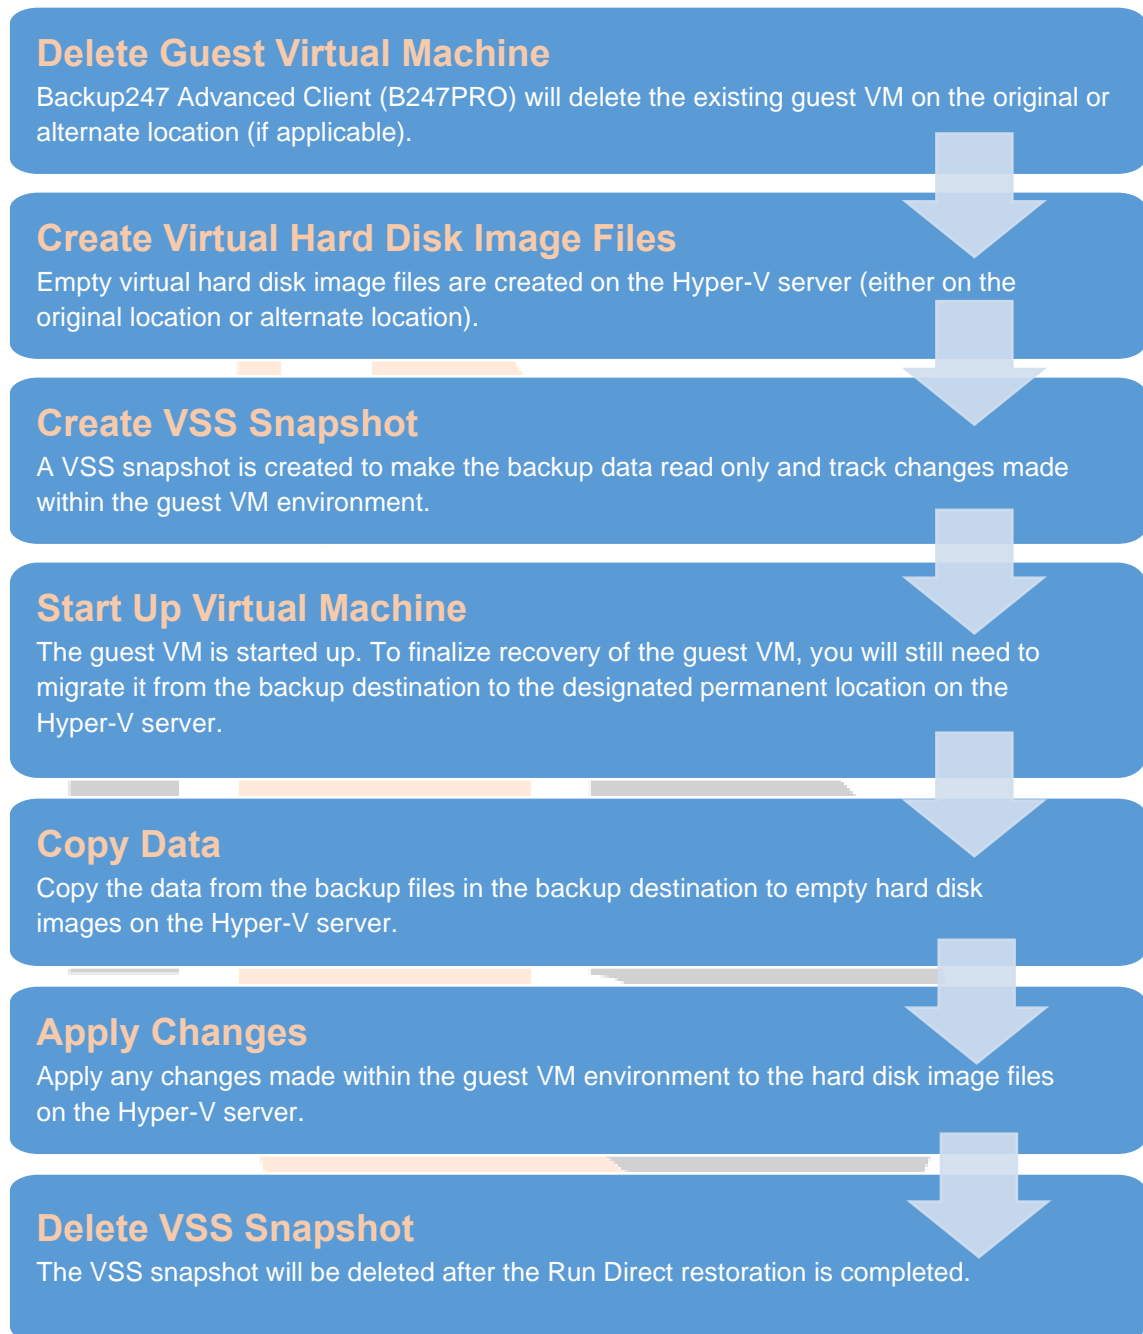 Delete Guest Virtual Machine
Backup247 Advanced Client (B247PRO) will delete the existing guest VM on the original or
alternate location (if applicable).
Create Virtual Hard Disk Image Files
Empty virtual hard disk image files are created on the Hyper-V server (either on the
original location or alternate location).
Create VSS Snapshot
A VSS snapshot is created to make the backup data read only and track changes made
within the guest VM environment.
Start Up Virtual Machine
The guest VM is started up. To finalize recovery of the guest VM, you will still need to
migrate it from the backup destination to the designated permanent location on the
Hyper-V server.
Copy Data
Copy the data from the backup files in the backup destination to empty hard disk
images on the Hyper-V server.
Apply Changes
Apply any changes made within the guest VM environment to the hard disk image files
on the Hyper-V server.
Delete VSS Snapshot
The VSS snapshot will be deleted after the Run Direct restoration is completed.